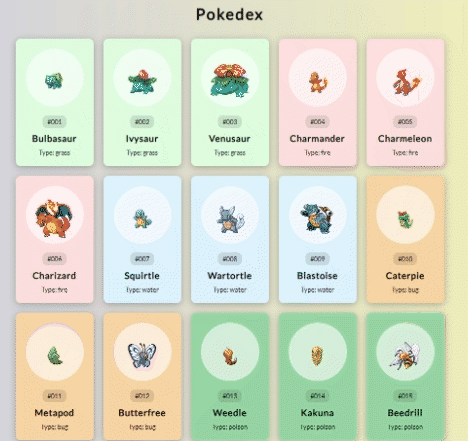 Pokedex
#001 #002 #003 #004 #005
Bulbasaur Ivysaur Venusaur Charmander Charmeleon
Type: grass Type: grass Type: grass Type: fire Type: fire
#006 #007 #008 #009 #010
Charizard Squirtle Wartortle Blastoise Caterpie
Type: fire Type: water Type: water Type: water Type: bug
#011 #012 #013 #014 #015
Metapod Butterfree Weedle Kakuna Beedrill
Type: bug Type: bug Type: poison Type: poison Type: poison